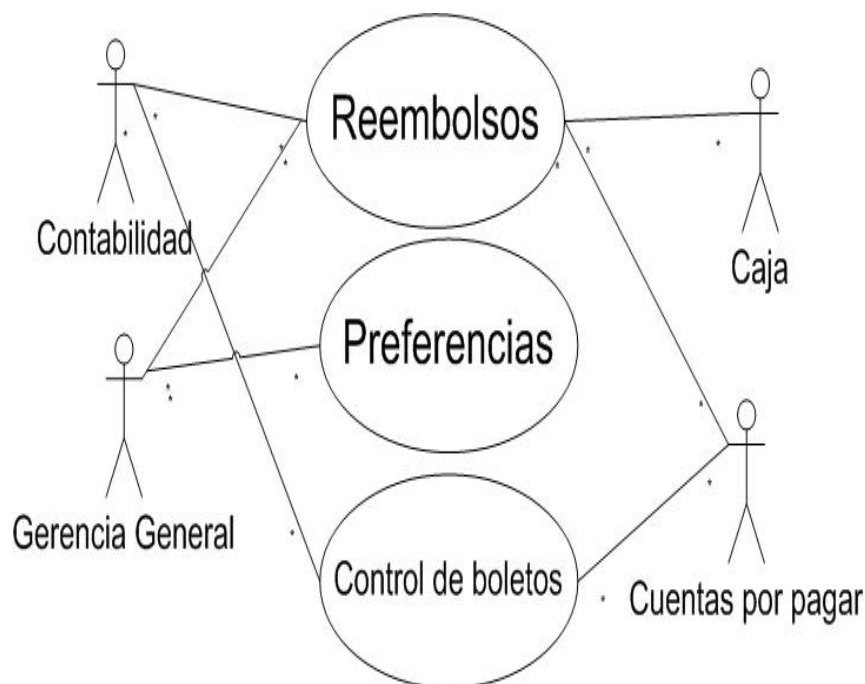 Reembolsos
Contabilidad
Caja
Preferencias
Gerencia General
Control de boletos
Cuentas por pagar